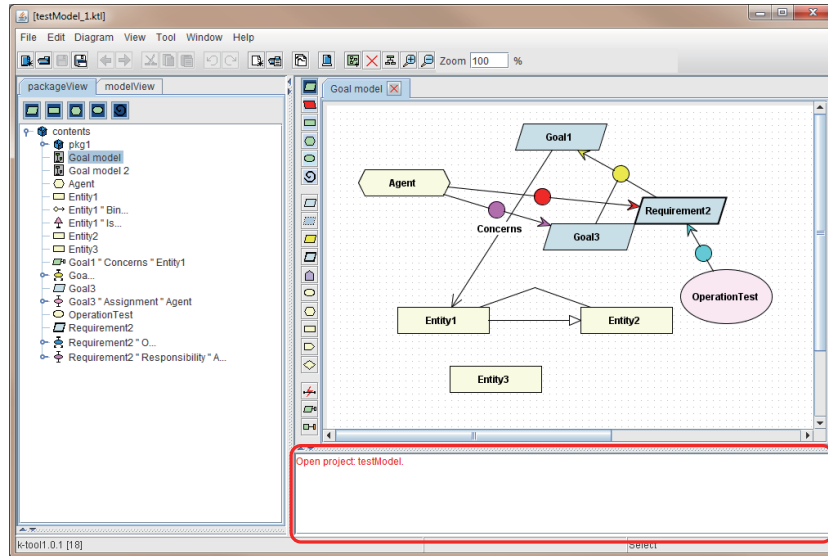 [testModel_1.ktl]
File Edit Diagram View Tool Window Help
Zoom 100 %
packageView modelView
contents
pkg1
Goal model
Goal model 2
Agent
Entity1
Entity1 " Bin...
Entity1 " Is...
Entity2
Entity3
Goal1 " Concerns " Entity1
Goa...
Goal3
Goal3 " Assignment " Agent
OperationTest
Requirement2
Requirement2 " O...
Requirement2 " Responsibility " A...
Goal model
Goal1
Agent
Requirement2
Concerns
Goal3
OperationTest
Entity1
Entity2
Entity3
Open project: testModel.
k-tool1.0.1 [18]
Select